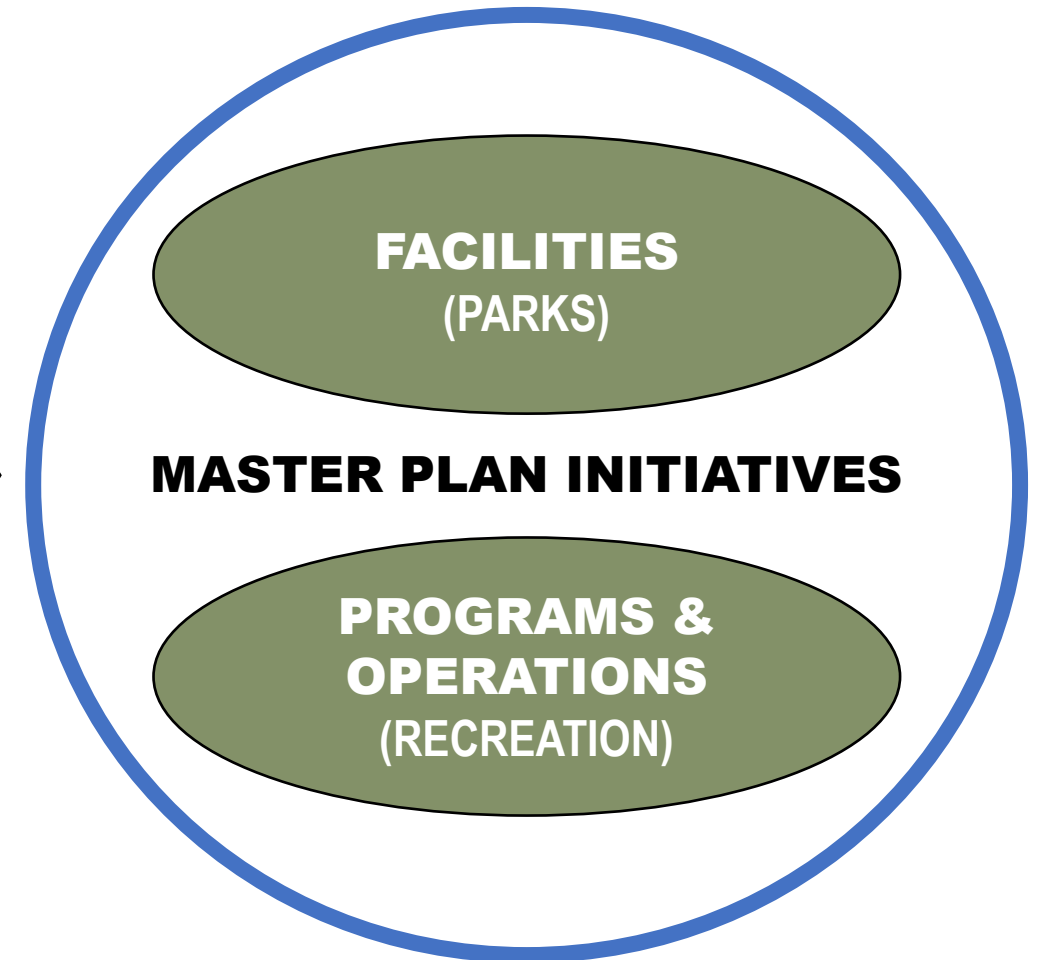 FACILITIES
(PARKS)
MASTER PLAN INITIATIVES
PROGRAMS &
OPERATIONS
(RECREATION)